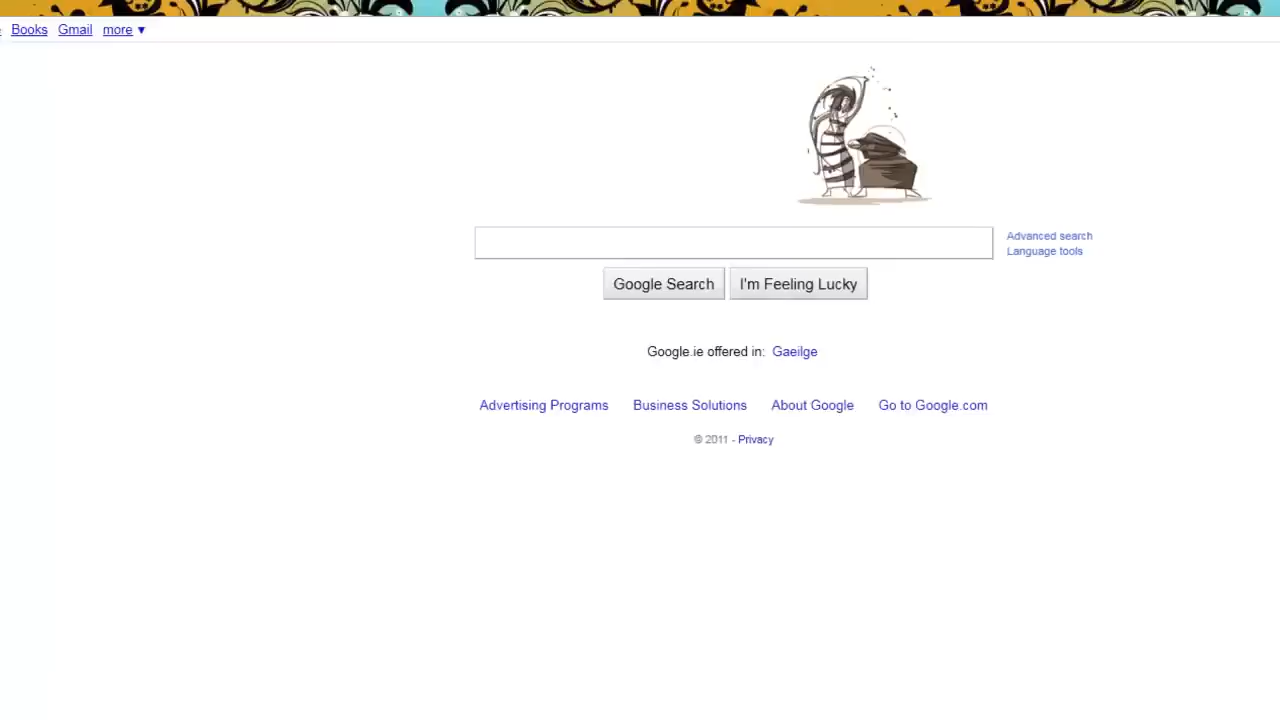 Books Gmail more ▼
Advanced search
Language tools
Google Search I'm Feeling Lucky
Google.ie offered in: Gaeilge
Advertising Programs Business Solutions About Google Go to Google.com
© 2011 - Privacy